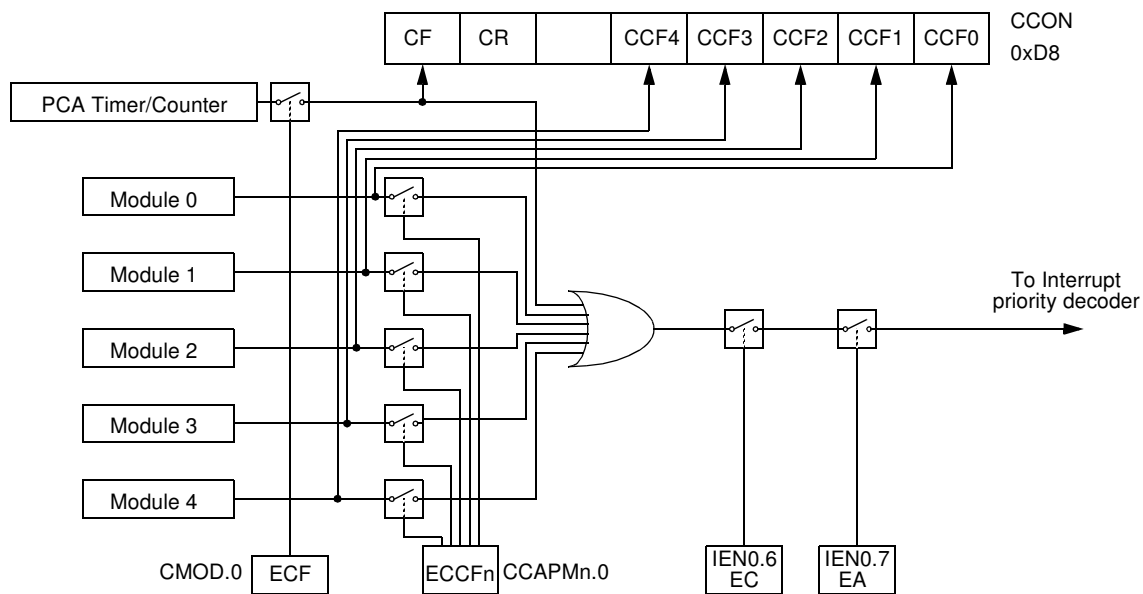 CF CR CCF4 CCF3 CCF2 CCF1 CCF0
CCON
0xD8
PCA Timer/Counter
Module 0
Module 1
Module 2
Module 3
Module 4
To Interrupt
priority decoder
CMOD.0 ECF
ECCFn CCAPMn.0
IEN0.6
EC
IEN0.7
EA